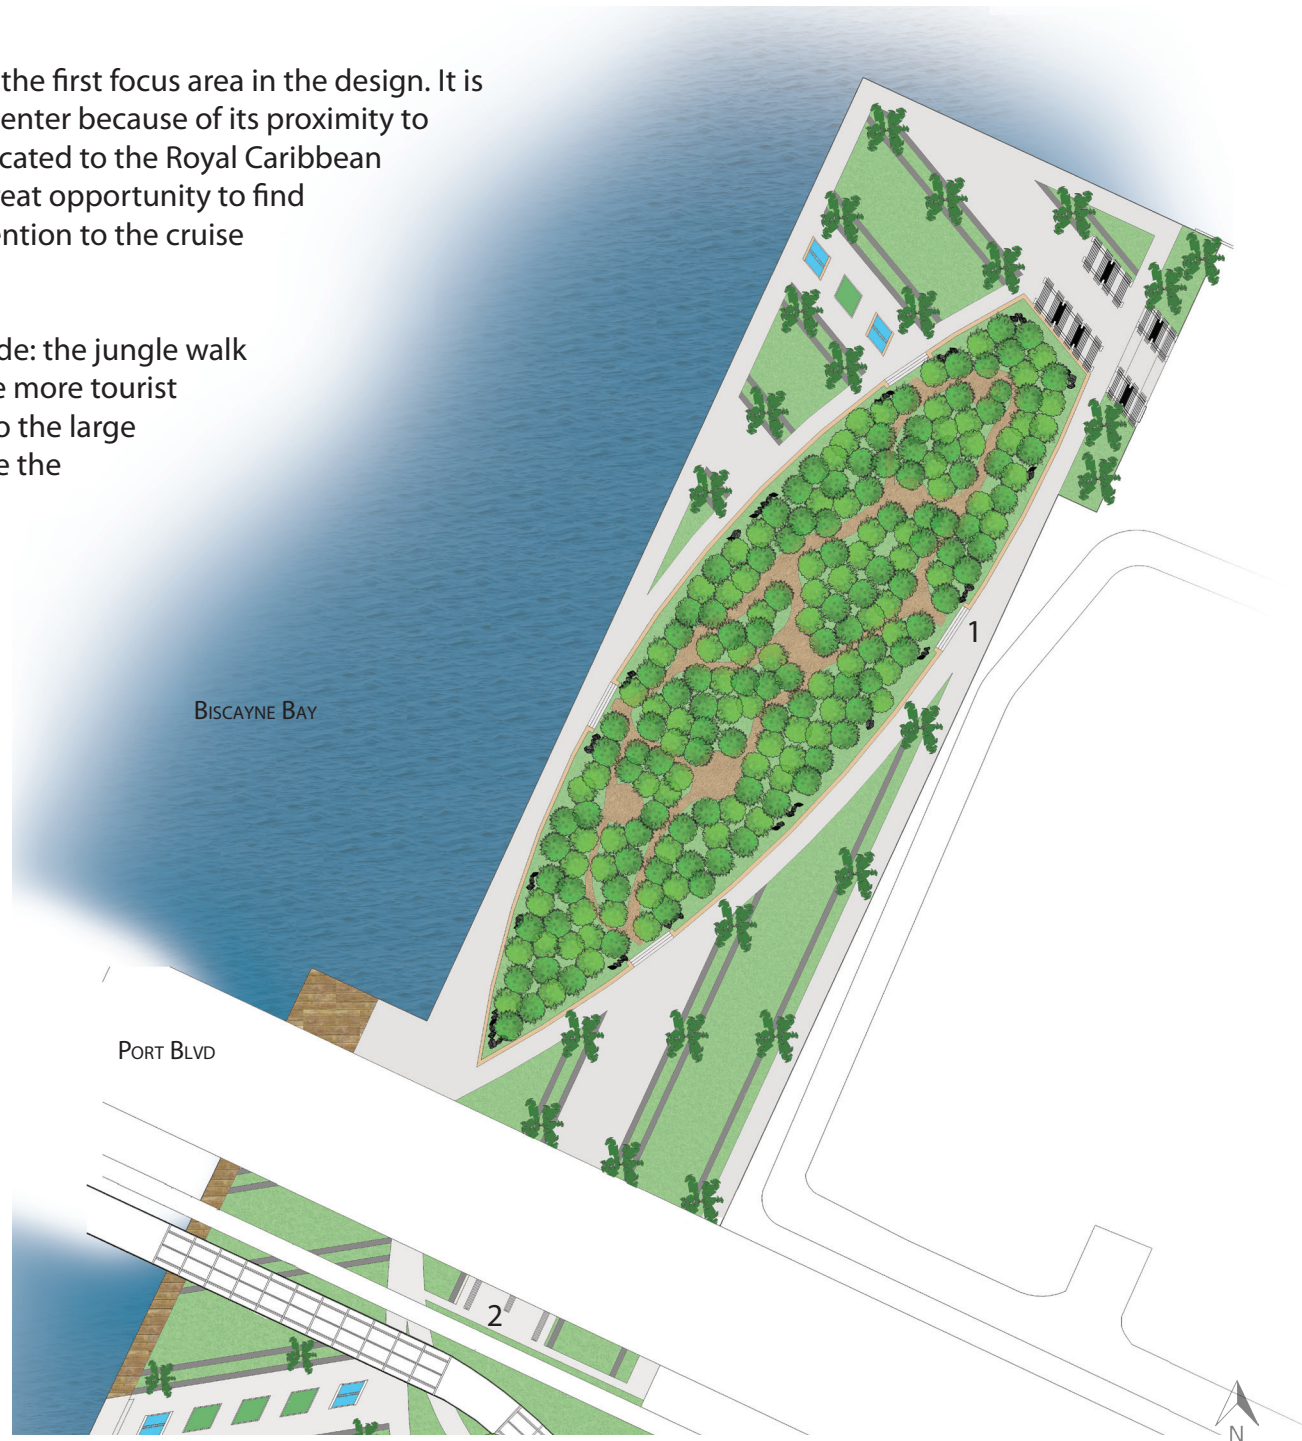 the first focus area in the design. It is
enter because of its proximity to
cated to the Royal Caribbean
reat opportunity to find
ention to the cruise
de: the jungle walk
e more tourist
o the large
e the
1
Biscayne Bay
Port Blvd
2
N